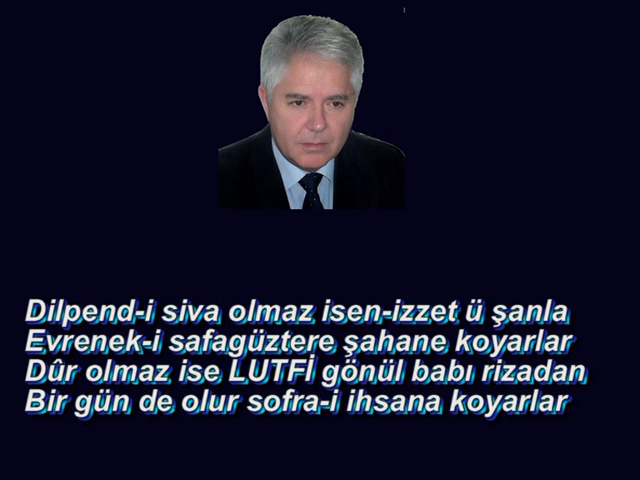 Dilpend-i siva olmaz isen-izzet ü şanla
Evrenek-i safagüztere şahane koyarlar
Dûr olmaz ise LUTFİ gönül babı rizadan
Bir gün de olur sofra-i ihsana koyarlar